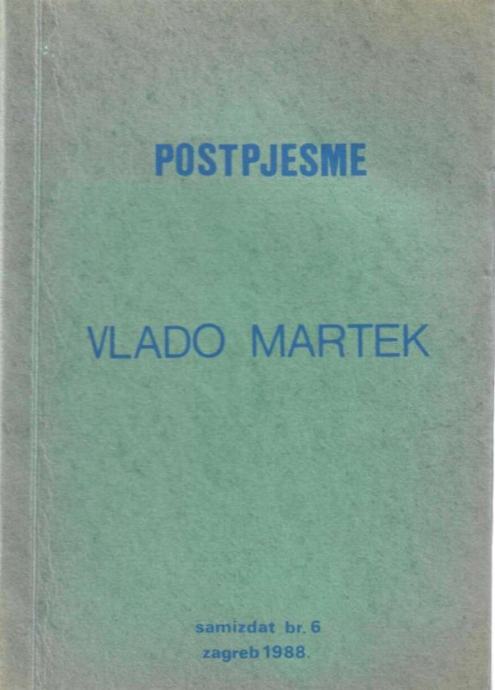 POSTPJESME
VLADO MARTEK
samizdat br. 6
zagreb 1988.